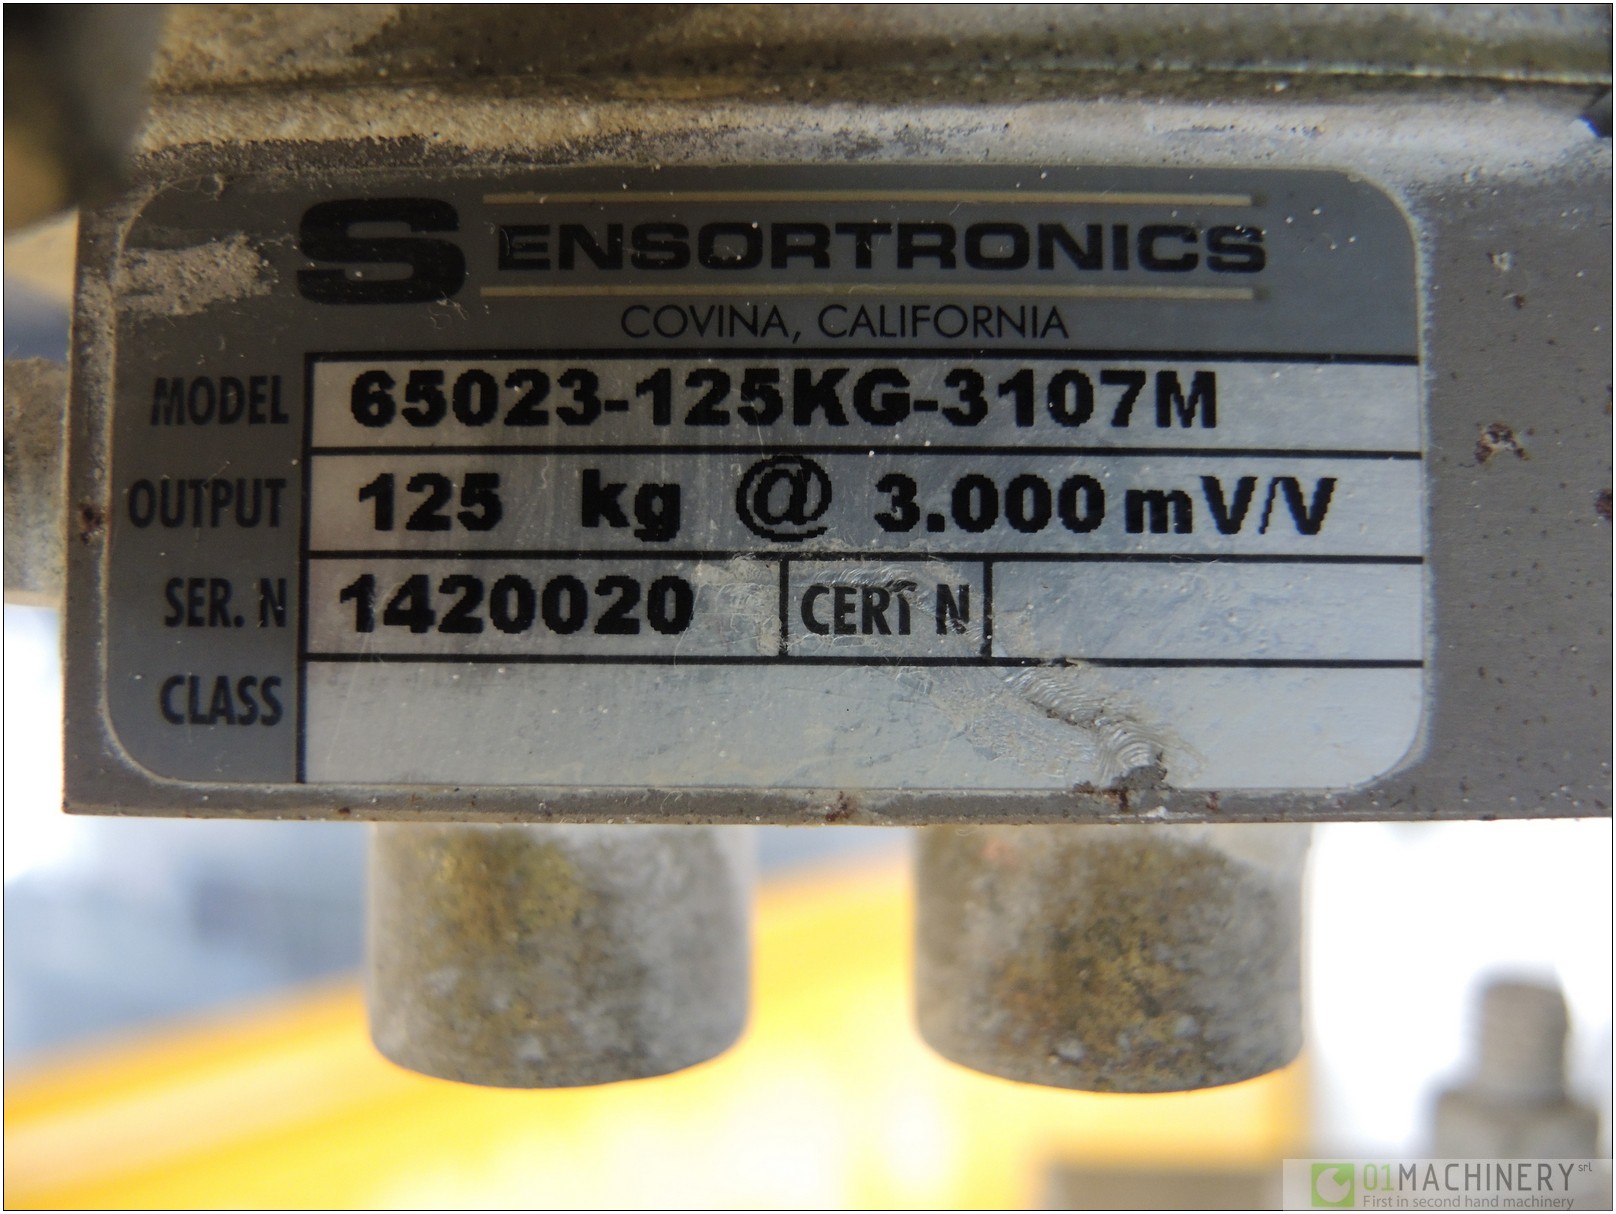 SENSORTRONICS
COVINA, CALIFORNIA
MODEL 65023-125KG-3107M
OUTPUT 125 kg @ 3.000 mV/V
SER. N 1420020 CERT N
CLASS
01MACHINERY srl
First in second hand machinery